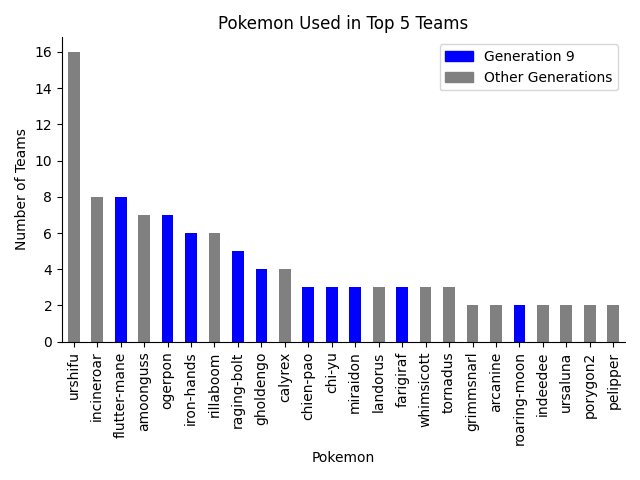 Pokemon Used in Top 5 Teams
Generation 9
Other Generations
Number of Teams
16
14
12
10
8
6
4
2
0
urshifu
incineroar
flutter-mane
amoonguss
ogerpon
iron-hands
rillaboom
raging-bolt
gholdengo
calyrex
chien-pao
chi-yu
miraidon
landorus
farigiraf
whimsicott
tornadus
grimmsnarl
arcanine
roaring-moon
indeedee
ursaluna
porygon2
pelipper
Pokemon